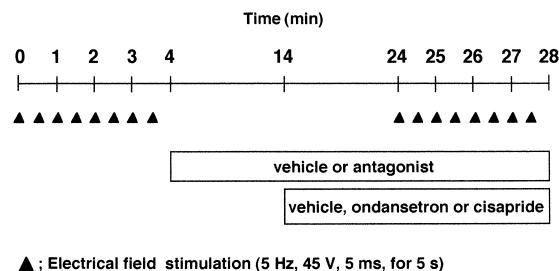 Time (min)
0 1 2 3 4 14 24 25 26 27 28
vehicle or antagonist
vehicle, ondansetron or cisapride
▲ ; Electrical field stimulation (5 Hz, 45 V, 5 ms, for 5 s)